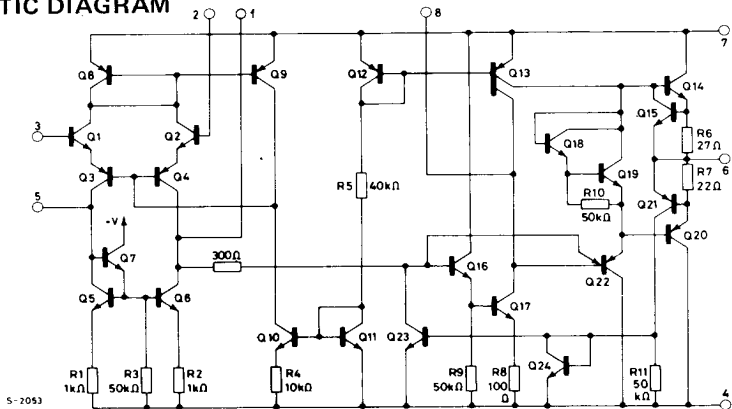 TIC DIAGRAM
2
1
8
7
Q8
Q9
Q12
Q13
Q14
Q15
3
Q1
Q2
Q18
R6
27Ω
6
5
Q3
Q4
R5
40kΩ
Q19
R7
22Ω
R10
50kΩ
Q21
Q20
-V
Q7
300Ω
Q16
Q22
Q5
Q6
Q17
Q10
Q11
Q23
Q24
R1
1kΩ
R3
50kΩ
R2
1kΩ
R4
10kΩ
R9
50kΩ
R8
100
Ω
R11
50
kΩ
4
S-2053